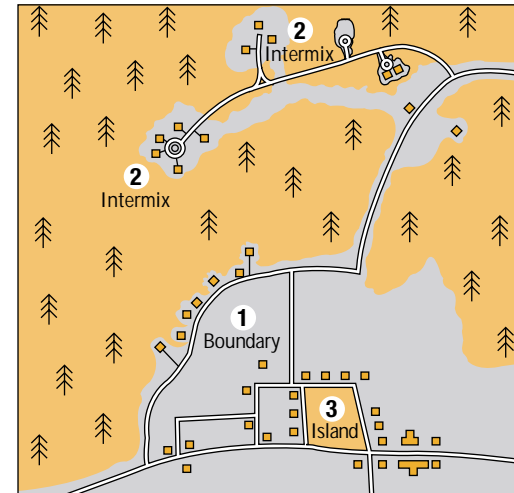 2
Intermix
2
Intermix
1
Boundary
3
Island